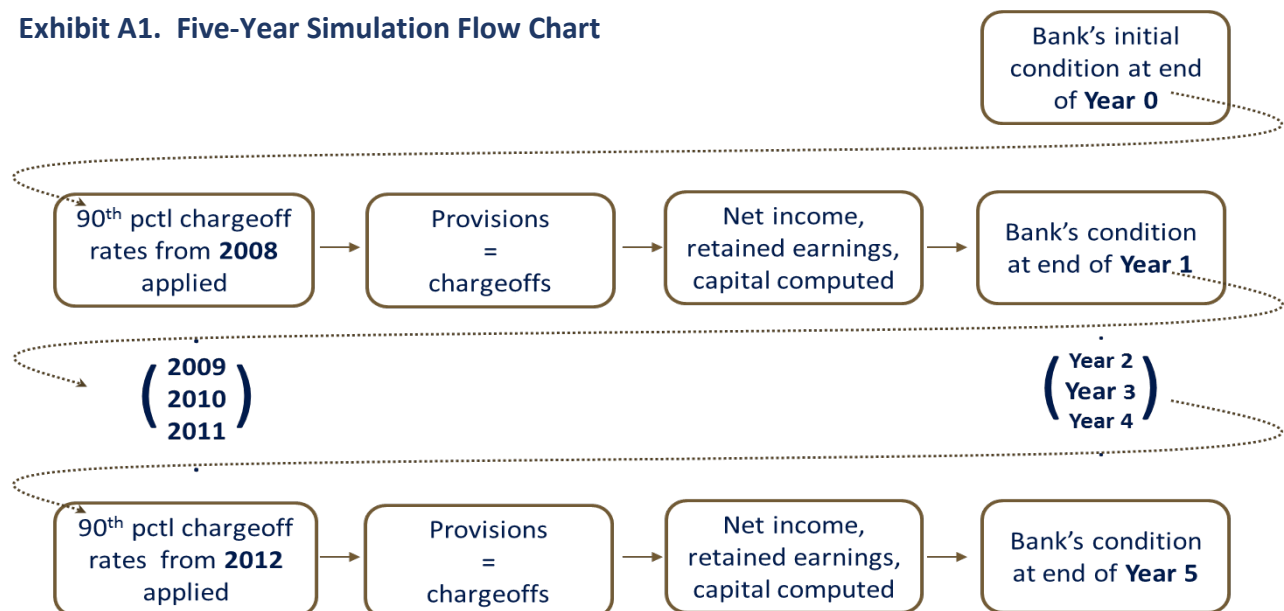 Exhibit A1. Five-Year Simulation Flow Chart
Bank's initial
condition at end
of Year 0
90th pctl chargeoff
rates from 2008
applied
Provisions
=
chargeoffs
Net income,
retained earnings,
capital computed
Bank's condition
at end of Year 1
( 2009
2010
2011 )
( Year 2
Year 3
Year 4 )
90th pctl chargeoff
rates from 2012
applied
Provisions
=
chargeoffs
Net income,
retained earnings,
capital computed
Bank's condition
at end of Year 5